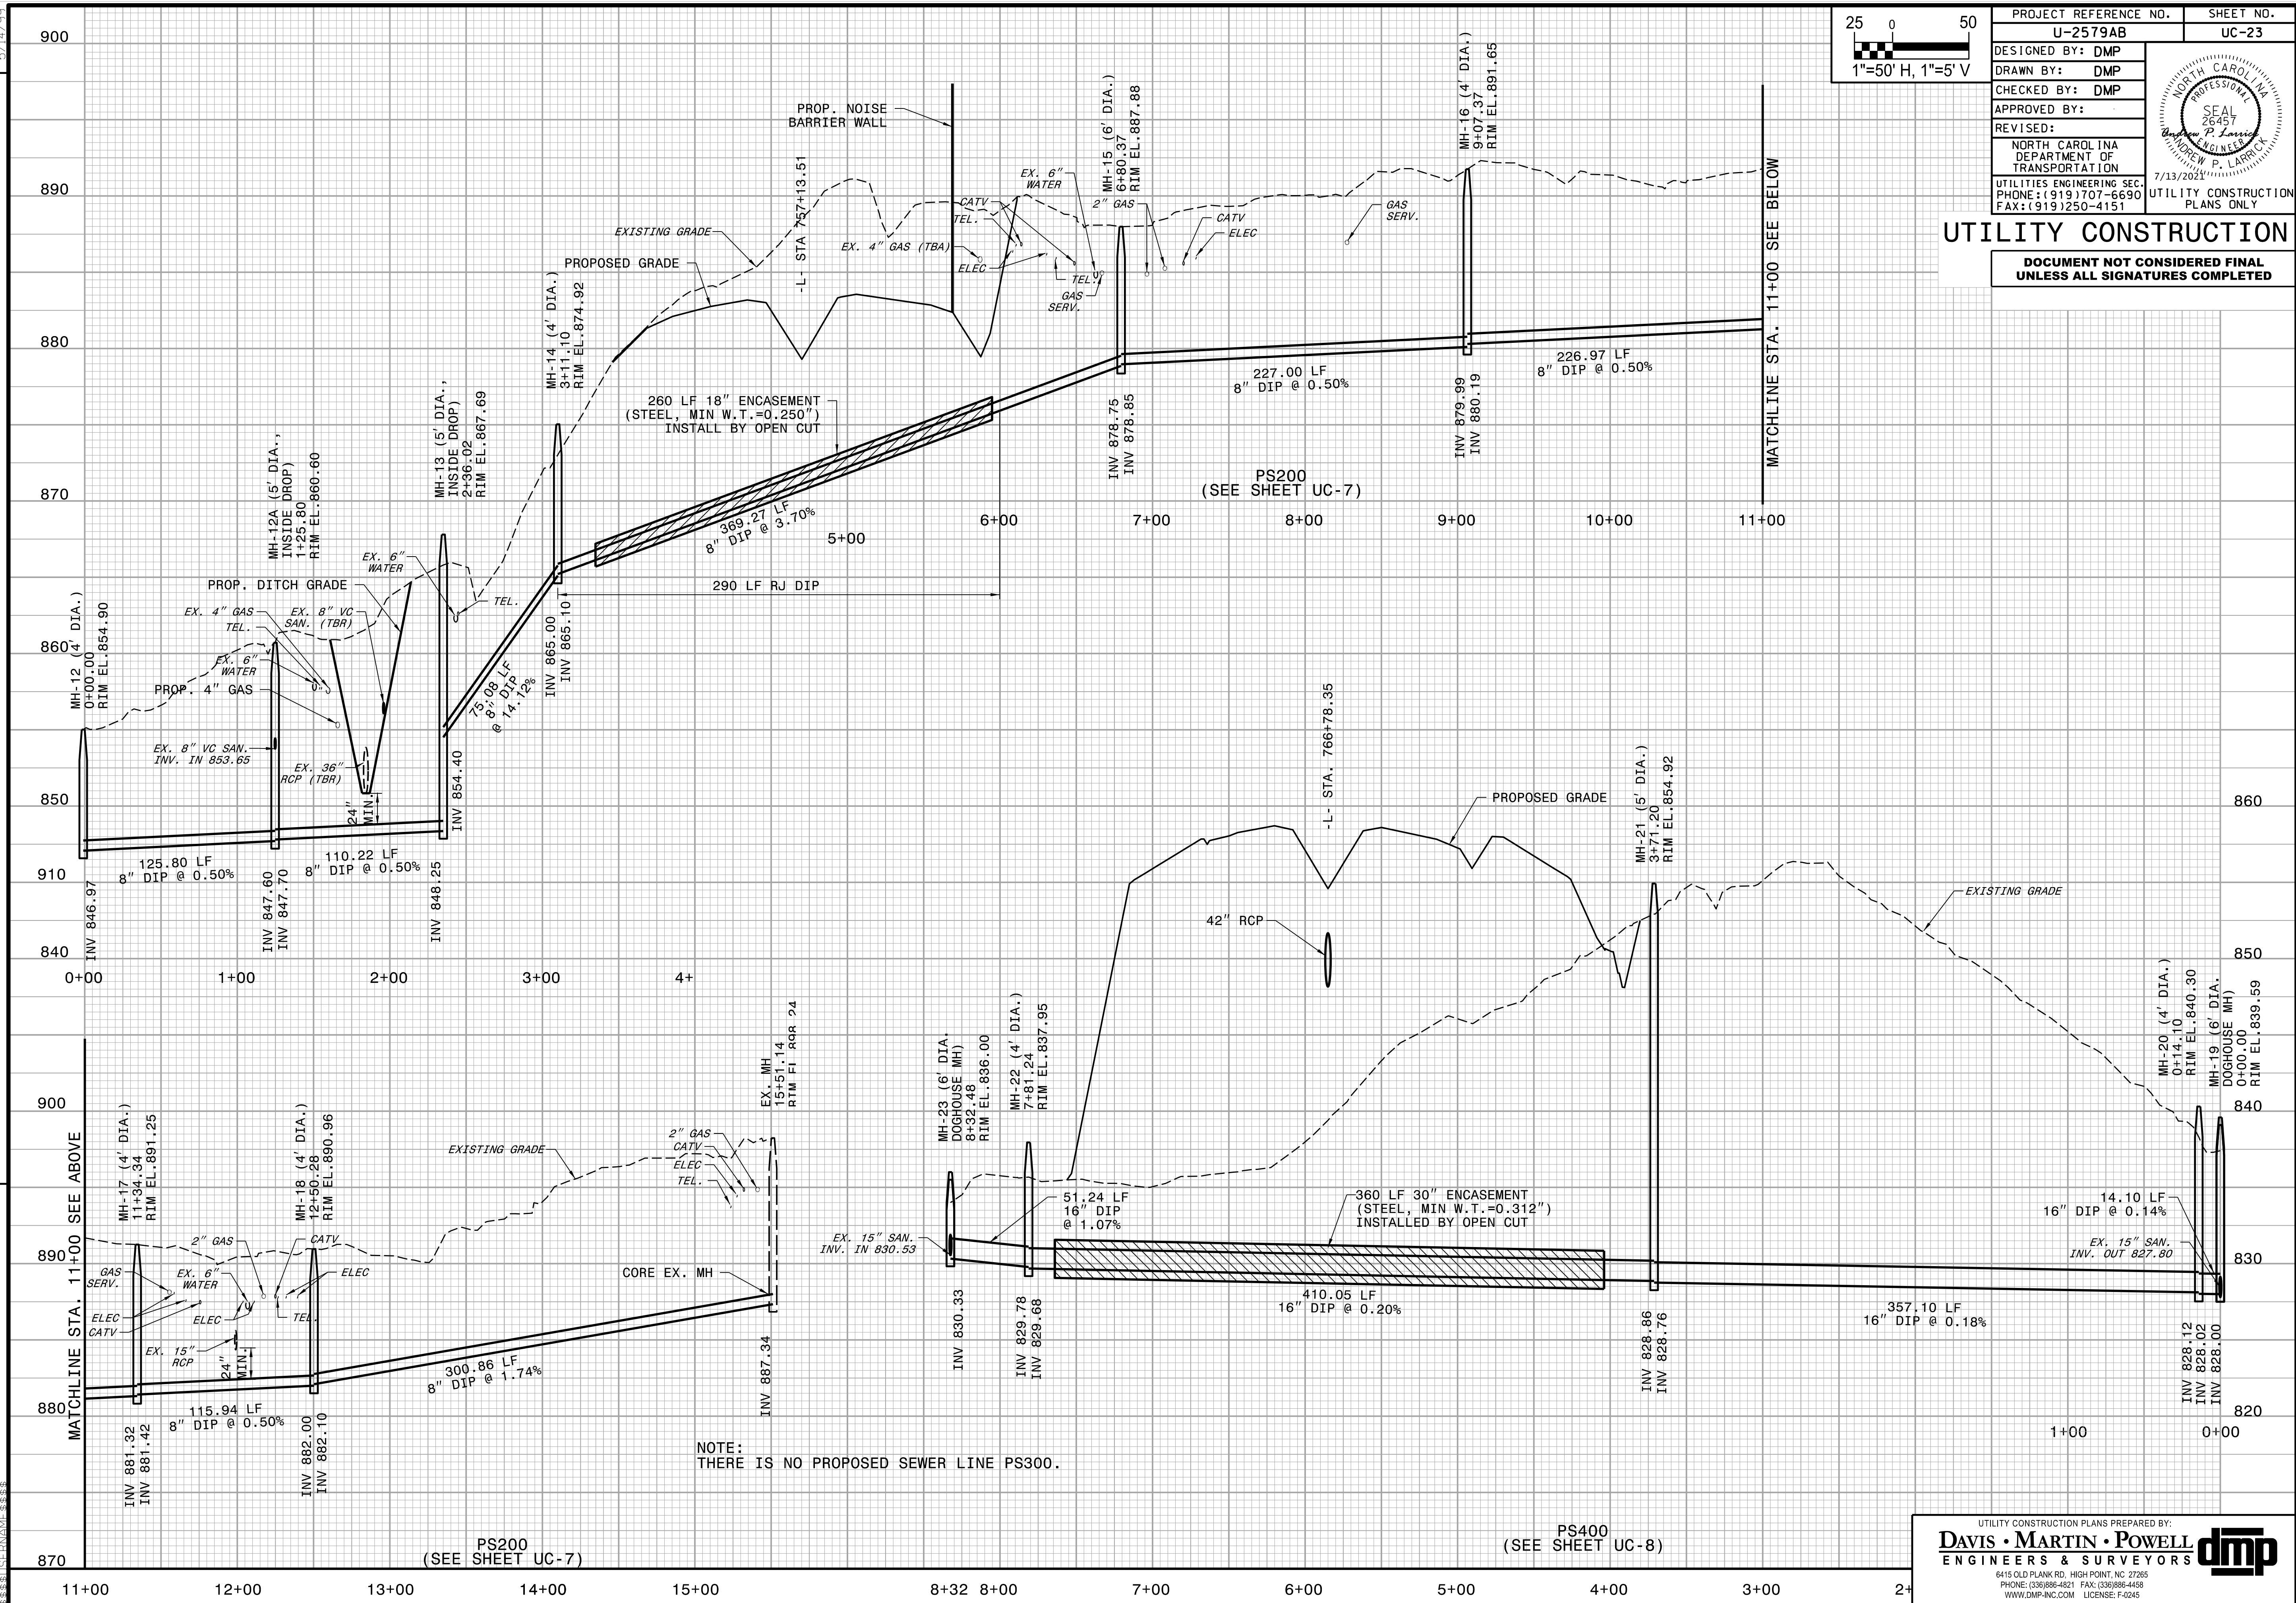 25 0 50
1"=50' H, 1"=5' V
PROJECT REFERENCE NO.
SHEET NO.
U-2579AB
UC-23
DESIGNED BY: DMP
DRAWN BY: DMP
CHECKED BY: DMP
APPROVED BY:
REVISED:
NORTH CAROLINA
DEPARTMENT OF
TRANSPORTATION
UTILITIES ENGINEERING SEC.
PHONE:(919)707-6690
FAX:(919)250-4151
NORTH CAROLINA
PROFESSIONAL
SEAL
26457
Andrew P. Larrick
ENGINEER
ANDREW P. LARRICK
7/13/2021
UTILITY CONSTRUCTION
PLANS ONLY
UTILITY CONSTRUCTION
DOCUMENT NOT CONSIDERED FINAL
UNLESS ALL SIGNATURES COMPLETED
900
890
880
870
860
850
910
840
MH-12 (4' DIA.)
0+00.00
RIM EL.854.90
MH-12A (5' DIA.,
INSIDE DROP)
1+25.80
RIM EL.860.60
MH-13 (5' DIA.,
INSIDE DROP)
2+36.02
RIM EL.867.69
MH-14 (4' DIA.)
3+11.10
RIM EL.874.92
-L- STA 757+13.51
PROP. NOISE
BARRIER WALL
MH-15 (6' DIA.)
6+80.37
RIM EL.887.88
MH-16 (4' DIA.)
9+07.37
RIM EL.891.65
MATCHLINE STA. 11+00 SEE BELOW
EXISTING GRADE
PROPOSED GRADE
EX. 4" GAS (TBA)
CATV
TEL.
ELEC
EX. 6"
WATER
TEL.
GAS
SERV.
2" GAS
CATV
ELEC
GAS
SERV.
260 LF 18" ENCASEMENT
(STEEL, MIN W.T.=0.250")
INSTALL BY OPEN CUT
369.27 LF
8" DIP @ 3.70%
290 LF RJ DIP
227.00 LF
8" DIP @ 0.50%
226.97 LF
8" DIP @ 0.50%
INV 878.75
INV 878.85
INV 879.99
INV 880.19
PS200
(SEE SHEET UC-7)
5+00
6+00
7+00
8+00
9+00
10+00
11+00
EX. 6"
WATER
TEL.
PROP. DITCH GRADE
EX. 4" GAS
TEL.
EX. 8" VC
SAN. (TBR)
EX. 6"
WATER
PROP. 4" GAS
EX. 8" VC SAN.
INV. IN 853.65
EX. 36"
RCP (TBR)
24"
MIN.
125.80 LF
8" DIP @ 0.50%
110.22 LF
8" DIP @ 0.50%
75.08 LF
8" DIP
@ 14.12%
INV 846.97
INV 847.60
INV 847.70
INV 848.25
INV 854.40
INV 865.00
INV 865.10
0+00
1+00
2+00
3+00
4+
900
890
880
870
MATCHLINE STA. 11+00 SEE ABOVE
MH-17 (4' DIA.)
11+34.34
RIM EL.891.25
MH-18 (4' DIA.)
12+50.28
RIM EL.890.96
EX. MH
15+51.14
EXISTING GRADE
2" GAS
CATV
ELEC
TEL.
GAS
SERV.
EX. 6"
WATER
2" GAS
CATV
ELEC
ELEC
CATV
ELEC
TEL.
EX. 15"
RCP
24"
MIN.
CORE EX. MH
115.94 LF
8" DIP @ 0.50%
300.86 LF
8" DIP @ 1.74%
INV 881.32
INV 881.42
INV 882.00
INV 882.10
INV 887.34
NOTE:
THERE IS NO PROPOSED SEWER LINE PS300.
PS200
(SEE SHEET UC-7)
11+00
12+00
13+00
14+00
15+00
-L- STA. 766+78.35
PROPOSED GRADE
42" RCP
MH-21 (5' DIA.)
3+71.20
RIM EL.854.92
EXISTING GRADE
MH-23 (6' DIA.
DOGHOUSE MH)
8+32.48
RIM EL.836.00
MH-22 (4' DIA.)
7+81.24
RIM EL.837.95
MH-20 (4' DIA.)
0+14.10
RIM EL.840.30
MH-19 (6' DIA.
DOGHOUSE MH)
0+00.00
RIM EL.839.59
860
850
840
830
820
51.24 LF
16" DIP
@ 1.07%
EX. 15" SAN.
INV. IN 830.53
360 LF 30" ENCASEMENT
(STEEL, MIN W.T.=0.312")
INSTALLED BY OPEN CUT
410.05 LF
16" DIP @ 0.20%
357.10 LF
16" DIP @ 0.18%
14.10 LF
16" DIP @ 0.14%
EX. 15" SAN.
INV. OUT 827.80
INV 830.33
INV 829.78
INV 829.68
INV 828.86
INV 828.76
INV 828.12
INV 828.02
INV 828.00
1+00
0+00
PS400
(SEE SHEET UC-8)
8+32
8+00
7+00
6+00
5+00
4+00
3+00
2+
UTILITY CONSTRUCTION PLANS PREPARED BY:
DAVIS • MARTIN • POWELL
ENGINEERS & SURVEYORS
dmp
6415 OLD PLANK RD, HIGH POINT, NC 27265
PHONE: (336)886-4821 FAX: (336)886-4458
WWW.DMP-INC.COM LICENSE: F-0245